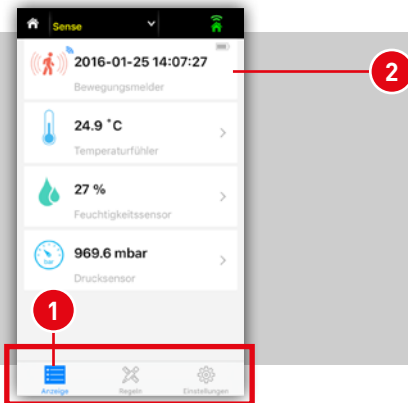 Sense
2016-01-25 14:07:27
Bewegungsmelder
2
24.9 °C
Temperaturfühler
27 %
Feuchtigkeitssensor
bar
969.6 mbar
Drucksensor
1
Anzeige Regeln Einstellungen